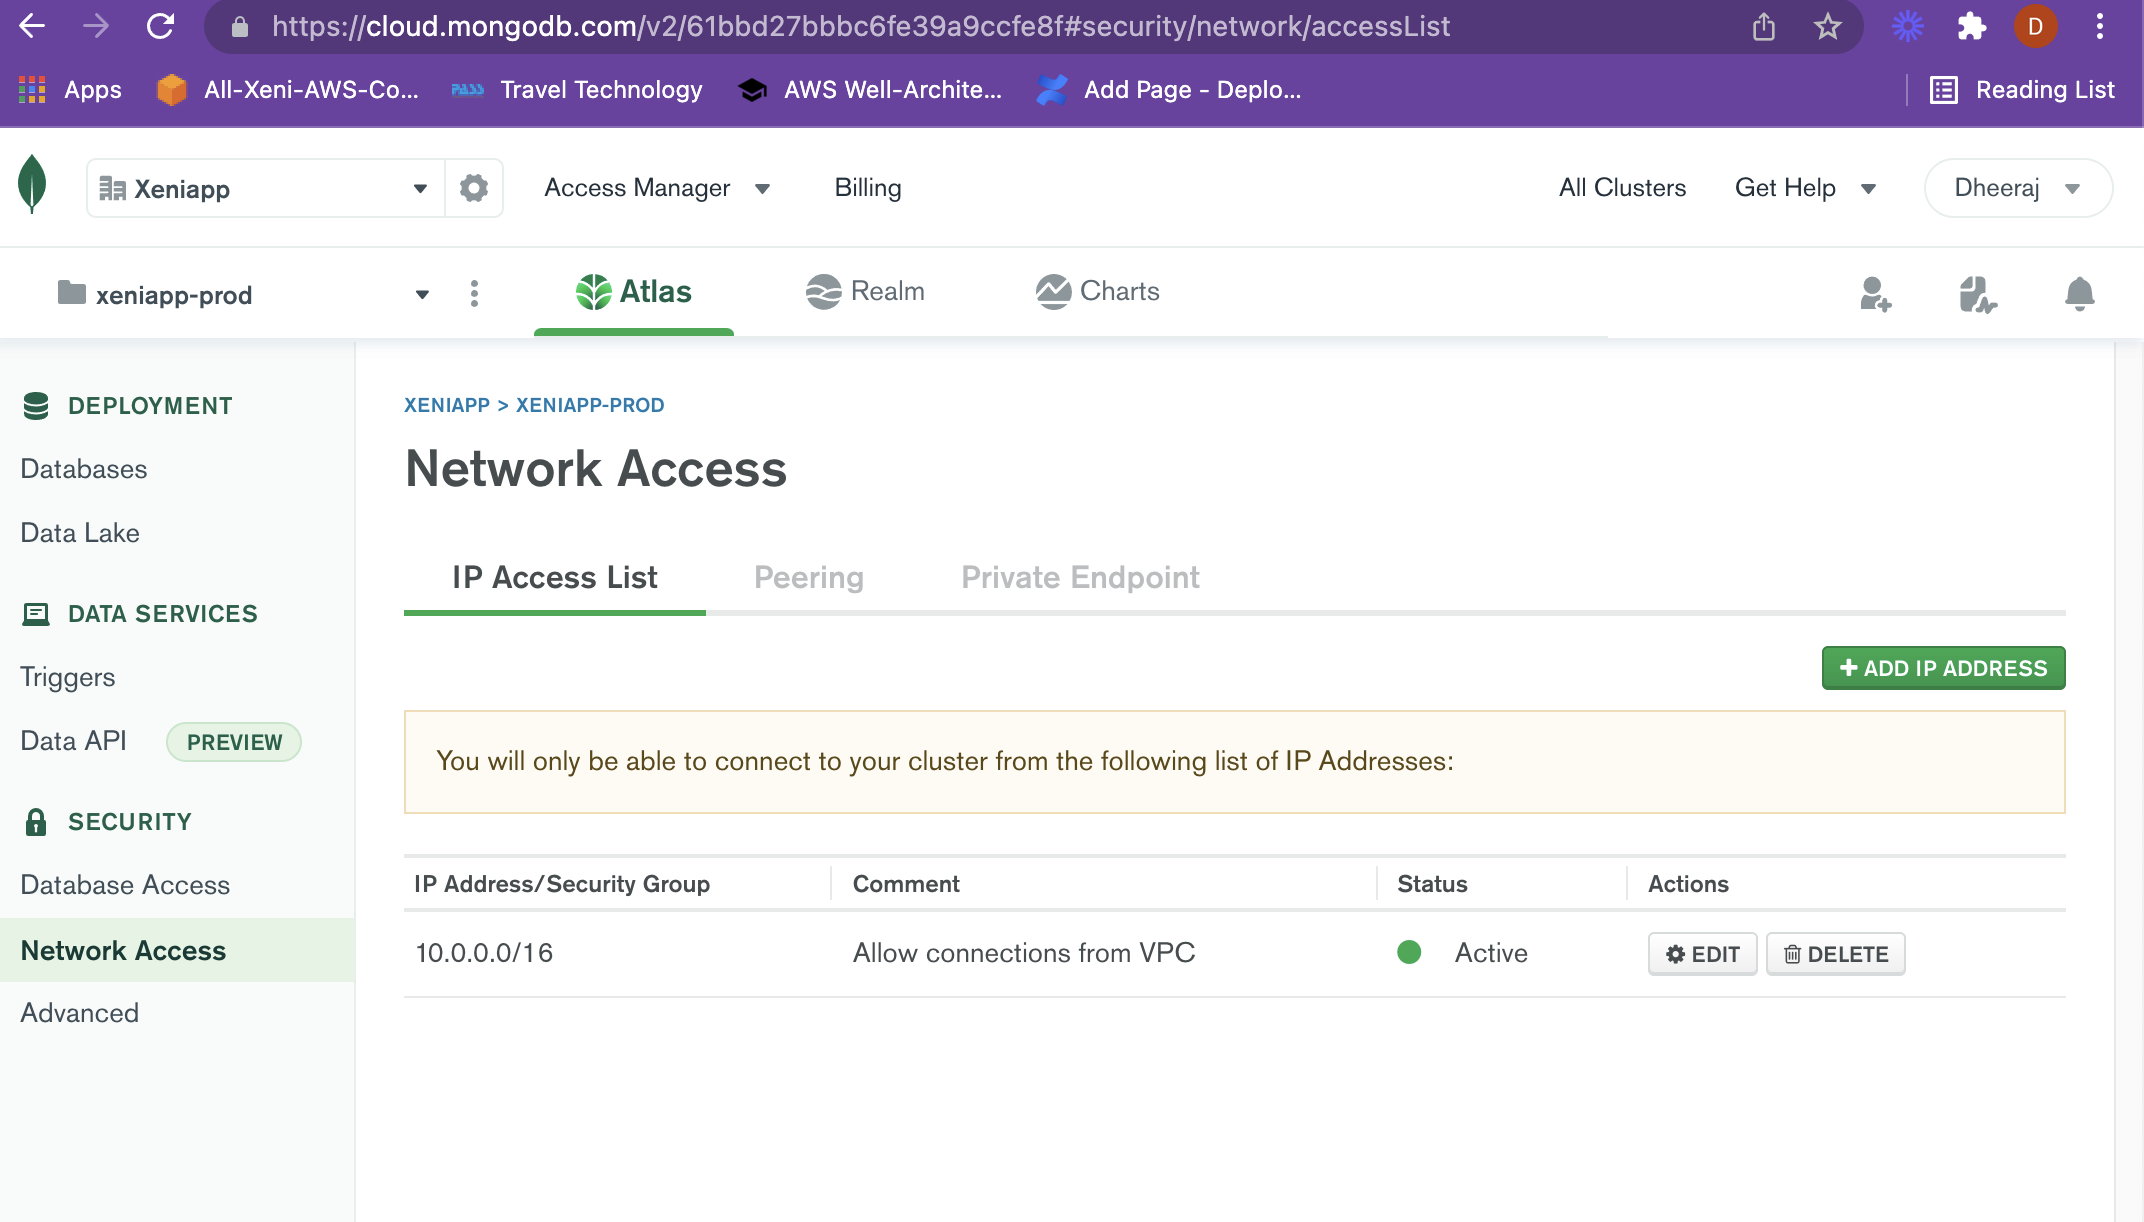 https://cloud.mongodb.com/v2/61bbd27bbbc6fe39a9ccfe8f#security/network/accessList
D
Apps All-Xeni-AWS-Co... PASS Travel Technology AWS Well-Archite... Add Page - Deplo... Reading List
Xeniapp Access Manager Billing All Clusters Get Help Dheeraj
xeniapp-prod Atlas Realm Charts
DEPLOYMENT
Databases
Data Lake
DATA SERVICES
Triggers
Data API PREVIEW
SECURITY
Database Access
Network Access
Advanced
XENIAPP > XENIAPP-PROD
Network Access
IP Access List Peering Private Endpoint
+ ADD IP ADDRESS
You will only be able to connect to your cluster from the following list of IP Addresses:
IP Address/Security Group Comment Status Actions
10.0.0.0/16 Allow connections from VPC Active EDIT DELETE